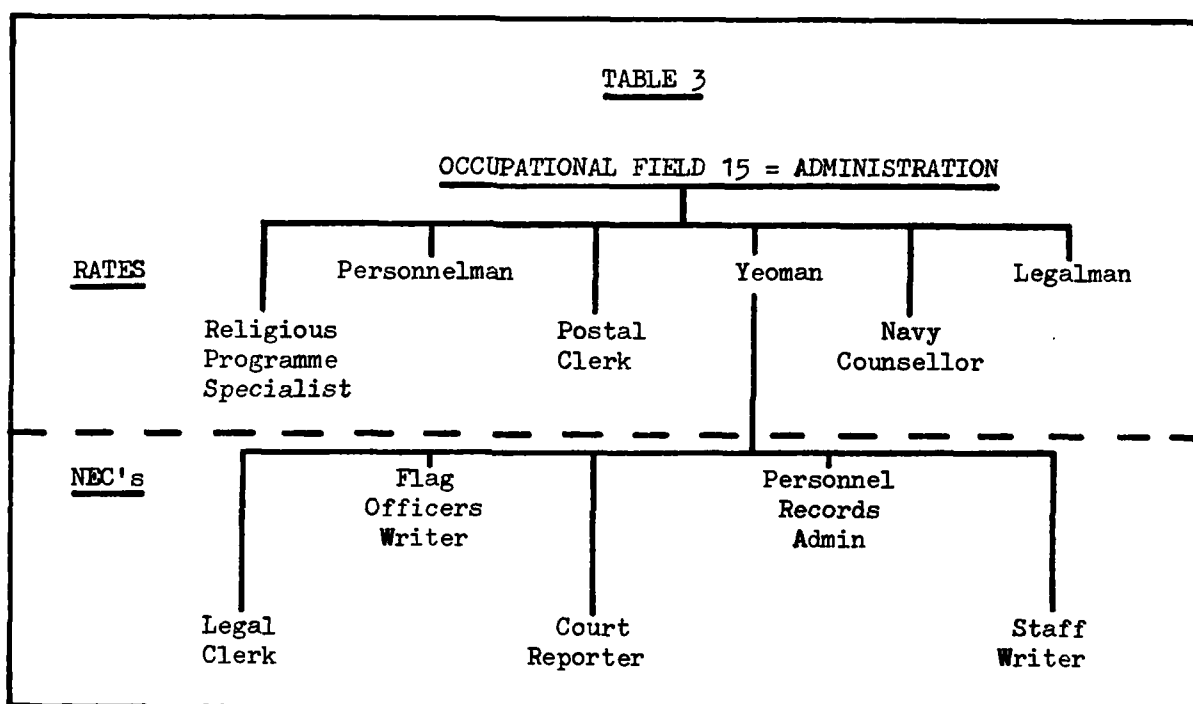 TABLE 3
OCCUPATIONAL FIELD 15 = ADMINISTRATION
RATES
Personnelman
Yeoman
Legalman
Religious
Programme
Specialist
Postal
Clerk
Navy
Counsellor
NEC's
Flag
Officers
Writer
Personnel
Records
Admin
Legal
Clerk
Court
Reporter
Staff
Writer